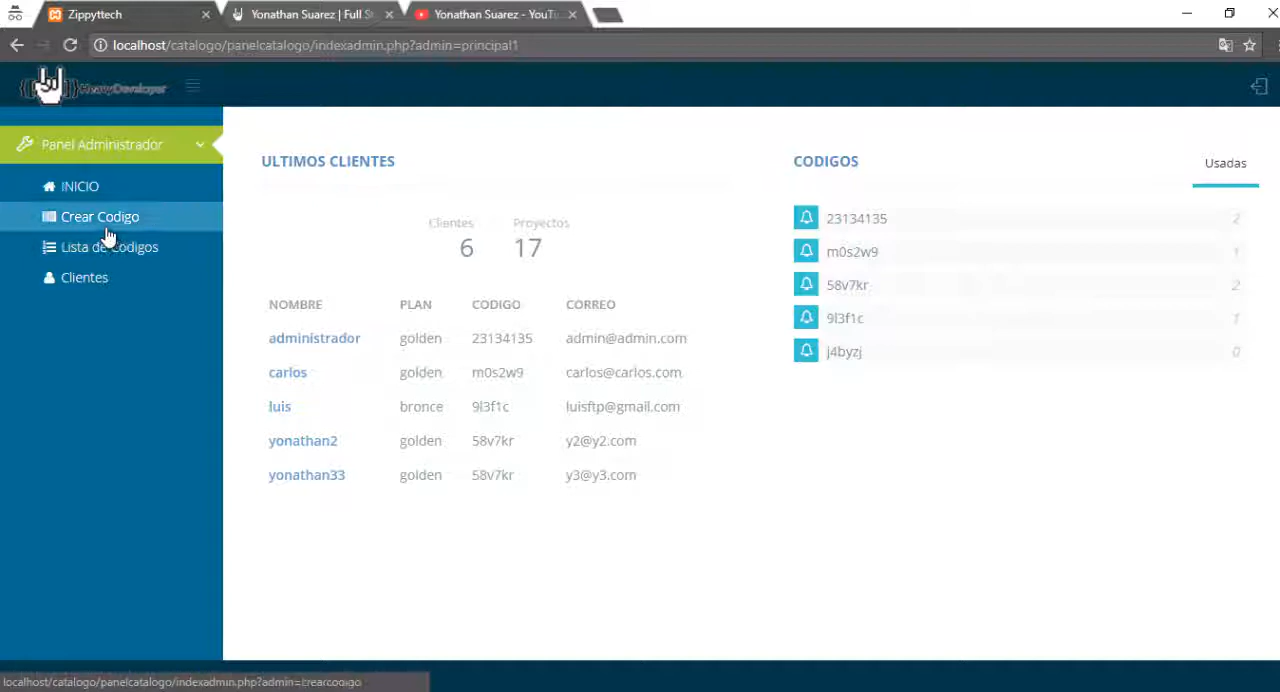 Zippyttech
Yonathan Suarez | Full St
Yonathan Suarez - YouTu
localhost/catalogo/panelcatalogo/indexadmin.php?admin=principal1
HeavyDeveloper
Panel Administrador
INICIO
Crear Codigo
Lista de Codigos
Clientes
ULTIMOS CLIENTES
Clientes Proyectos
6 17
NOMBRE PLAN CODIGO CORREO
administrador golden 23134135 admin@admin.com
carlos golden m0s2w9 carlos@carlos.com
luis bronce 9l3f1c luisftp@gmail.com
yonathan2 golden 58v7kr y2@y2.com
yonathan33 golden 58v7kr y3@y3.com
CODIGOS Usadas
23134135 2
m0s2w9 1
58v7kr 2
9l3f1c 1
j4byzj 0
localhost/catalogo/panelcatalogo/indexadmin.php?admin=crearcodigo